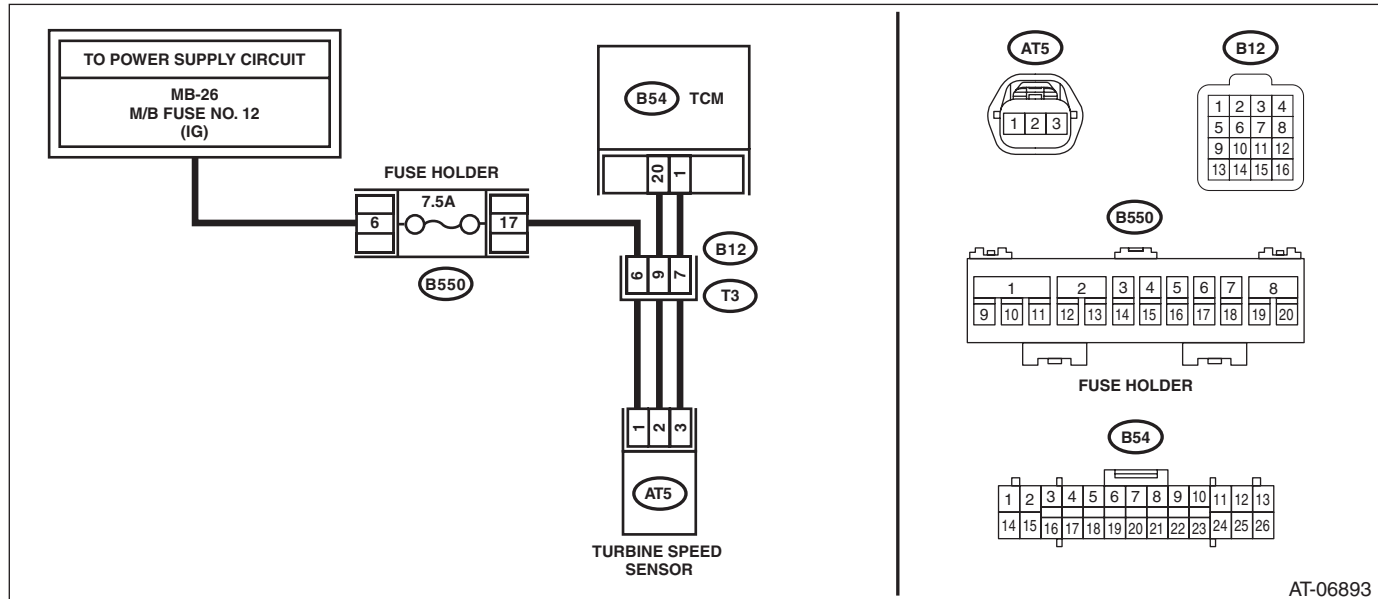 TO POWER SUPPLY CIRCUIT
MB-26
M/B FUSE NO. 12
(IG)
B54 TCM
20 1
FUSE HOLDER
7.5A
6 17
B550
6 9 7
B12
T3
1 2 3
AT5
TURBINE SPEED
SENSOR
AT5
1 2 3
B12
1 2 3 4
5 6 7 8
9 10 11 12
13 14 15 16
B550
1 2 3 4 5 6 7 8
9 10 11 12 13 14 15 16 17 18 19 20
FUSE HOLDER
B54
1 2 3 4 5 6 7 8 9 10 11 12 13
14 15 16 17 18 19 20 21 22 23 24 25 26
AT-06893